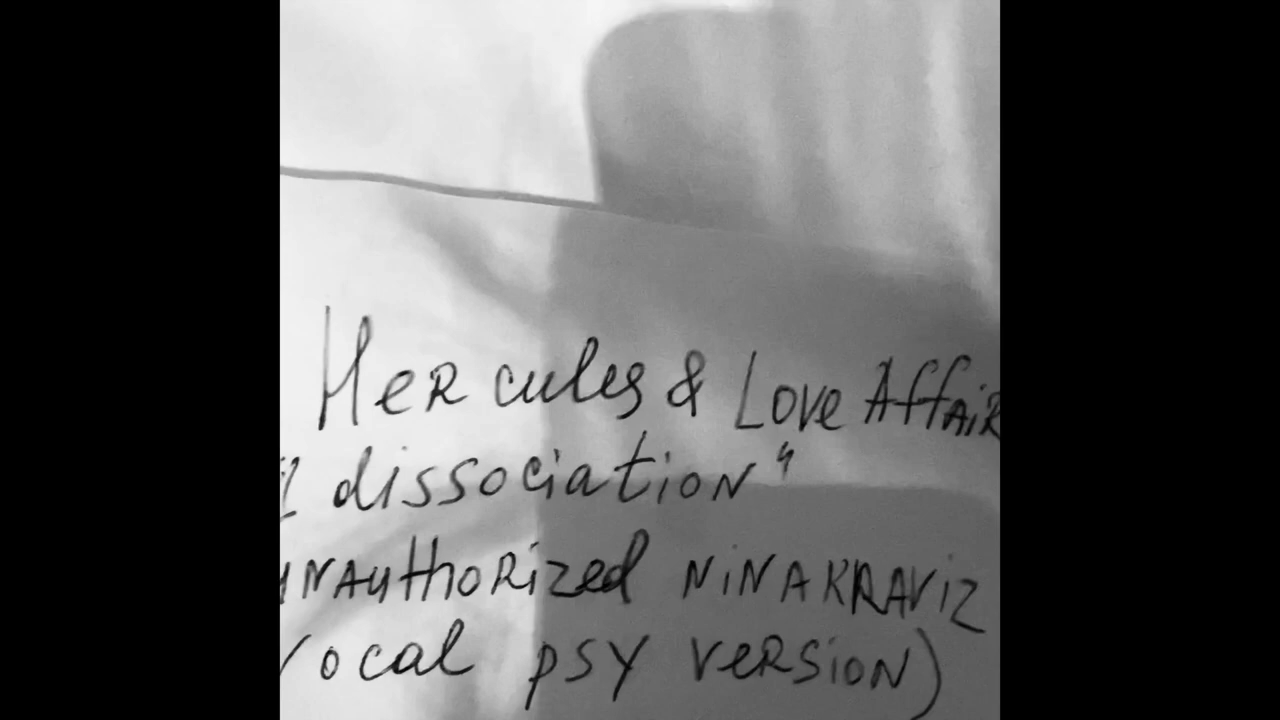 Hercules & Love Affair
dissociation"
unauthorized NINA KRAVIZ
vocal psy version)